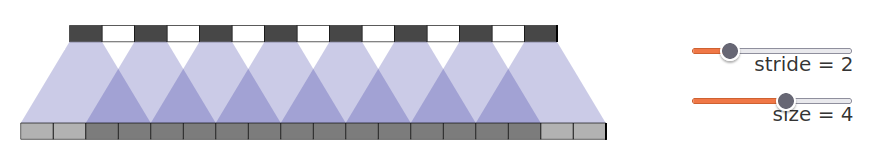 stride = 2
size = 4